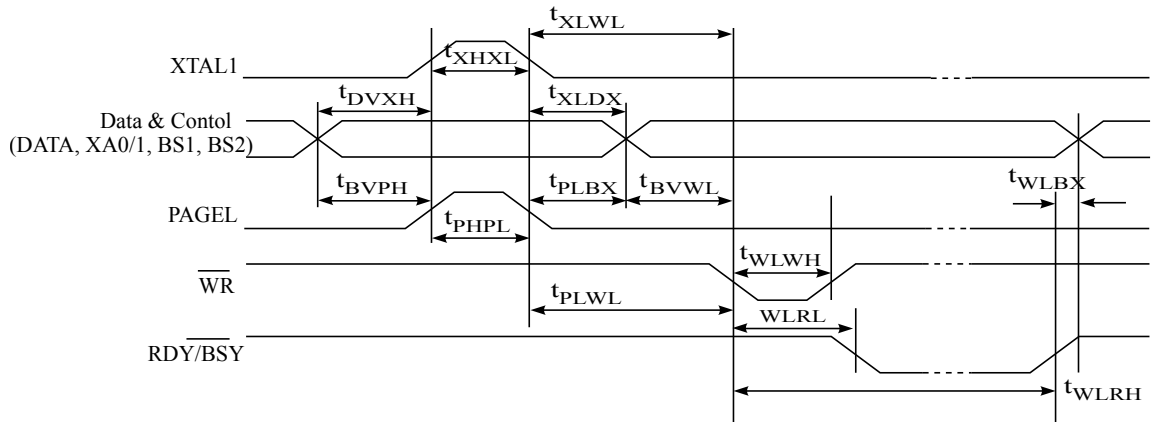 tXLWL
XTAL1
tXHXL
tDVXH
tXLDX
Data & Contol
(DATA, XA0/1, BS1, BS2)
tBVPH
tPLBX
tBVWL
tWLBX
PAGEL
tPHPL
tWLWH
WR
tPLWL
WLRL
RDY/BSY
tWLRH